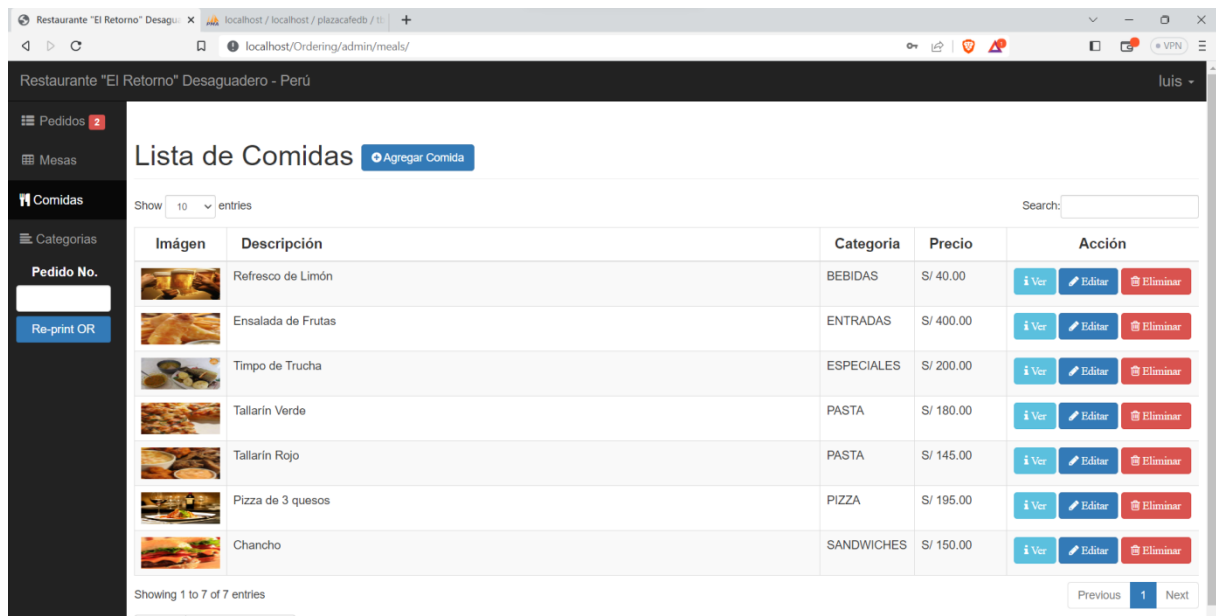 Restaurante "El Retorno" Desagu
localhost / localhost / plazacafedb / tb
localhost/Ordering/admin/meals/
VPN
Restaurante "El Retorno" Desaguadero - Perú
luis
Pedidos 2
Mesas
Comidas
Categorias
Pedido No.
Re-print OR
Lista de Comidas
Agregar Comida
Show 10 entries
Search:
Imágen Descripción Categoria Precio Acción
Refresco de Limón BEBIDAS S/ 40.00 Ver Editar Eliminar
Ensalada de Frutas ENTRADAS S/ 400.00 Ver Editar Eliminar
Timpo de Trucha ESPECIALES S/ 200.00 Ver Editar Eliminar
Tallarín Verde PASTA S/ 180.00 Ver Editar Eliminar
Tallarín Rojo PASTA S/ 145.00 Ver Editar Eliminar
Pizza de 3 quesos PIZZA S/ 195.00 Ver Editar Eliminar
Chancho SANDWICHES S/ 150.00 Ver Editar Eliminar
Showing 1 to 7 of 7 entries
Previous 1 Next